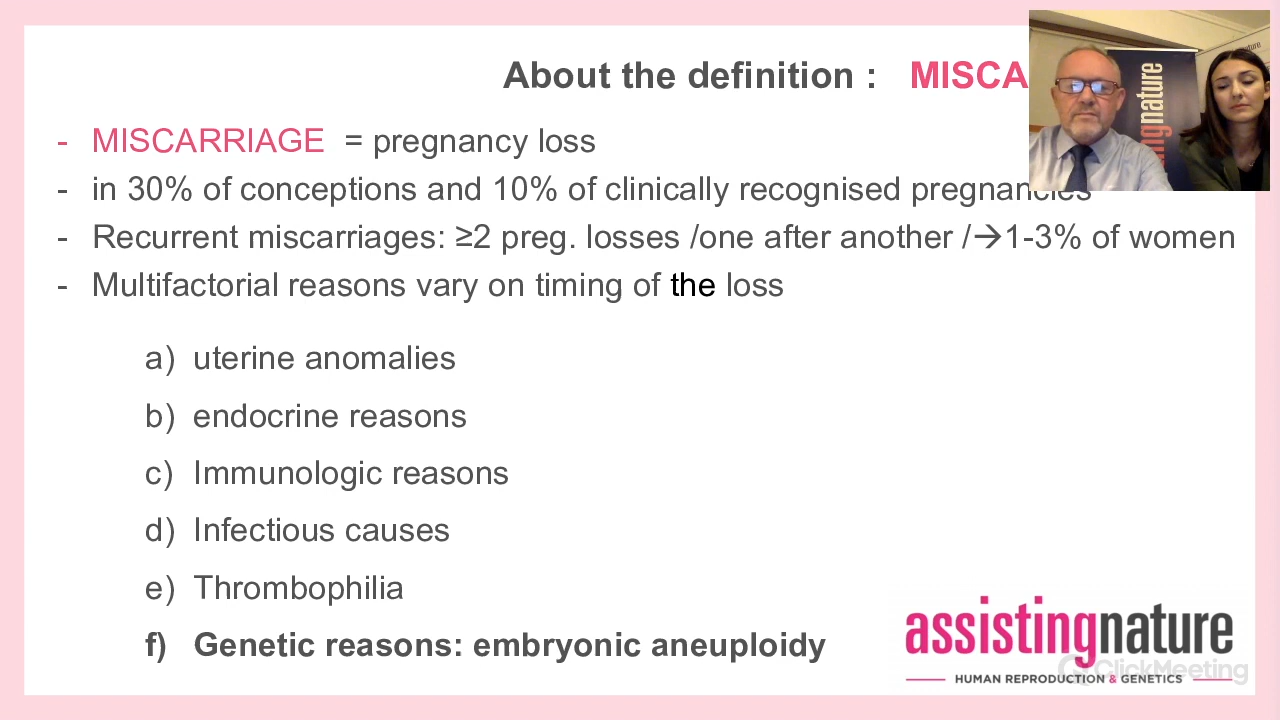 About the definition : MISCA
- MISCARRIAGE = pregnancy loss
- in 30% of conceptions and 10% of clinically recognised pregnancies
- Recurrent miscarriages: ≥2 preg. losses /one after another /→1-3% of women
- Multifactorial reasons vary on timing of the loss
a) uterine anomalies
b) endocrine reasons
c) Immunologic reasons
d) Infectious causes
e) Thrombophilia
f) Genetic reasons: embryonic aneuploidy
ngnature
nature
assistingnature
ClickMeeting
HUMAN REPRODUCTION & GENETICS